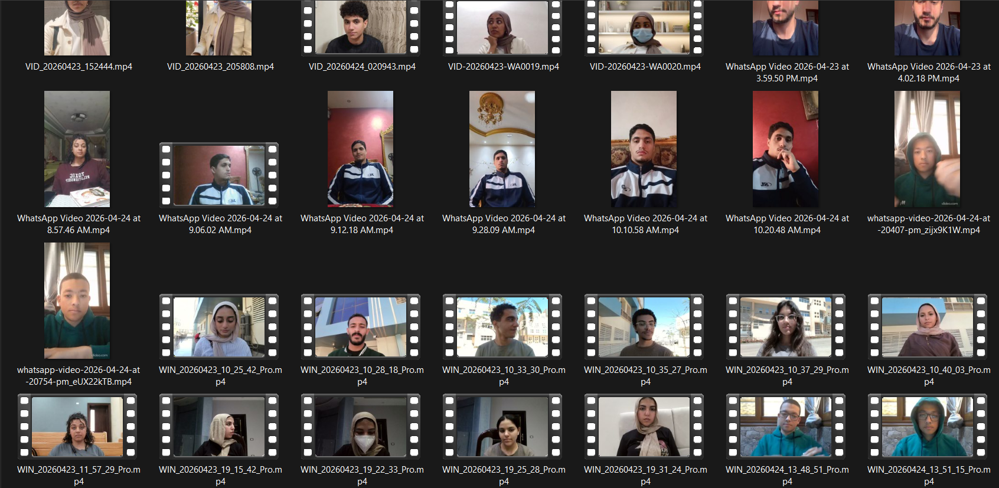 VID_20260423_152444.mp4
VID_20260423_205808.mp4
VID_20260424_020943.mp4
VID-20260423-WA0019.mp4
VID-20260423-WA0020.mp4
WhatsApp Video 2026-04-23 at
3.59.50 PM.mp4
WhatsApp Video 2026-04-23 at
4.02.18 PM.mp4
TOXIC
clideo.com
WhatsApp Video 2026-04-24 at
8.57.46 AM.mp4
WhatsApp Video 2026-04-24 at
9.06.02 AM.mp4
WhatsApp Video 2026-04-24 at
9.12.18 AM.mp4
WhatsApp Video 2026-04-24 at
9.28.09 AM.mp4
WhatsApp Video 2026-04-24 at
10.10.58 AM.mp4
WhatsApp Video 2026-04-24 at
10.20.48 AM.mp4
whatsapp-video-2026-04-24-at
-20407-pm_zijx9K1W.mp4
clideo.com
whatsapp-video-2026-04-24-at
-20754-pm_eUX22kTB.mp4
WIN_20260423_10_25_42_Pro.m
p4
WIN_20260423_10_28_18_Pro.m
p4
WIN_20260423_10_33_30_Pro.m
p4
WIN_20260423_10_35_27_Pro.m
p4
WIN_20260423_10_37_29_Pro.m
p4
WIN_20260423_10_40_03_Pro.m
p4
WIN_20260423_11_57_29_Pro.m
p4
WIN_20260423_19_15_42_Pro.m
p4
WIN_20260423_19_22_33_Pro.m
p4
WIN_20260423_19_25_28_Pro.m
p4
WIN_20260423_19_31_24_Pro.m
p4
WIN_20260424_13_48_51_Pro.m
p4
WIN_20260424_13_51_15_Pro.m
p4